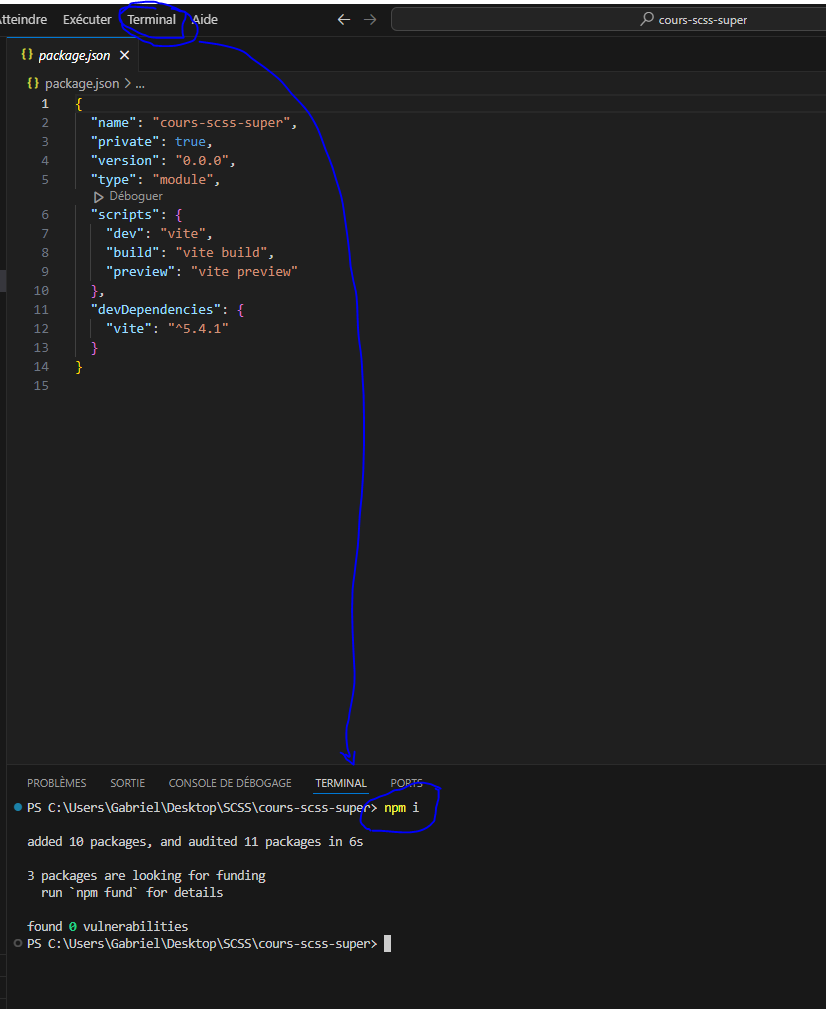 tteindre Exécuter Terminal Aide cours-scss-super
{} package.json ×
{} package.json > ...
1 {
2 "name": "cours-scss-super",
3 "private": true,
4 "version": "0.0.0",
5 "type": "module",
Déboguer
6 "scripts": {
7 "dev": "vite",
8 "build": "vite build",
9 "preview": "vite preview"
10 },
11 "devDependencies": {
12 "vite": "^5.4.1"
13 }
14 }
15
PROBLÈMES SORTIE CONSOLE DE DÉBOGAGE TERMINAL PORTS
PS C:\Users\Gabriel\Desktop\SCSS\cours-scss-super> npm i
added 10 packages, and audited 11 packages in 6s
3 packages are looking for funding
run `npm fund` for details
found 0 vulnerabilities
PS C:\Users\Gabriel\Desktop\SCSS\cours-scss-super>